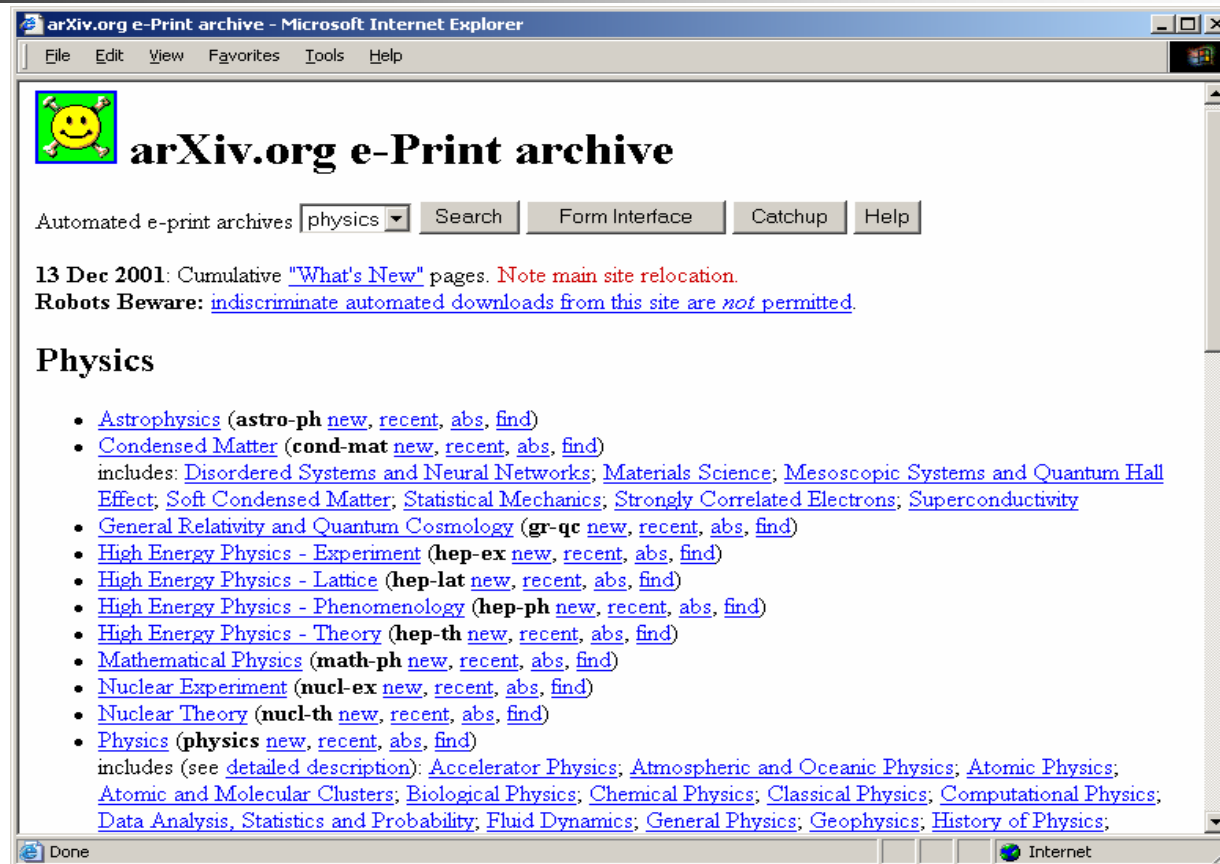 arXiv.org e-Print archive - Microsoft Internet Explorer
File Edit View Favorites Tools Help
arXiv.org e-Print archive
Automated e-print archives physics Search Form Interface Catchup Help
13 Dec 2001: Cumulative "What's New" pages. Note main site relocation.
Robots Beware: indiscriminate automated downloads from this site are not permitted.
Physics
• Astrophysics (astro-ph new, recent, abs, find)
• Condensed Matter (cond-mat new, recent, abs, find)
includes: Disordered Systems and Neural Networks; Materials Science; Mesoscopic Systems and Quantum Hall
Effect; Soft Condensed Matter; Statistical Mechanics; Strongly Correlated Electrons; Superconductivity
• General Relativity and Quantum Cosmology (gr-qc new, recent, abs, find)
• High Energy Physics - Experiment (hep-ex new, recent, abs, find)
• High Energy Physics - Lattice (hep-lat new, recent, abs, find)
• High Energy Physics - Phenomenology (hep-ph new, recent, abs, find)
• High Energy Physics - Theory (hep-th new, recent, abs, find)
• Mathematical Physics (math-ph new, recent, abs, find)
• Nuclear Experiment (nucl-ex new, recent, abs, find)
• Nuclear Theory (nucl-th new, recent, abs, find)
• Physics (physics new, recent, abs, find)
includes (see detailed description): Accelerator Physics; Atmospheric and Oceanic Physics; Atomic Physics;
Atomic and Molecular Clusters; Biological Physics; Chemical Physics; Classical Physics; Computational Physics;
Data Analysis, Statistics and Probability; Fluid Dynamics; General Physics; Geophysics; History of Physics;
Done Internet